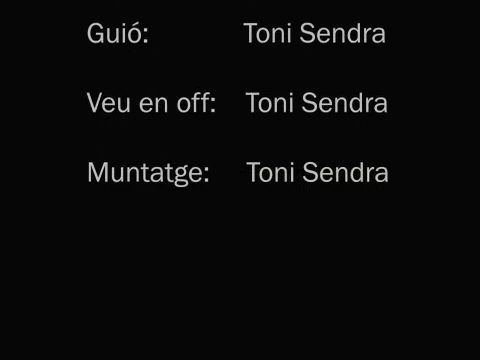 Guió: Toni Sendra
Veu en off: Toni Sendra
Muntatge: Toni Sendra